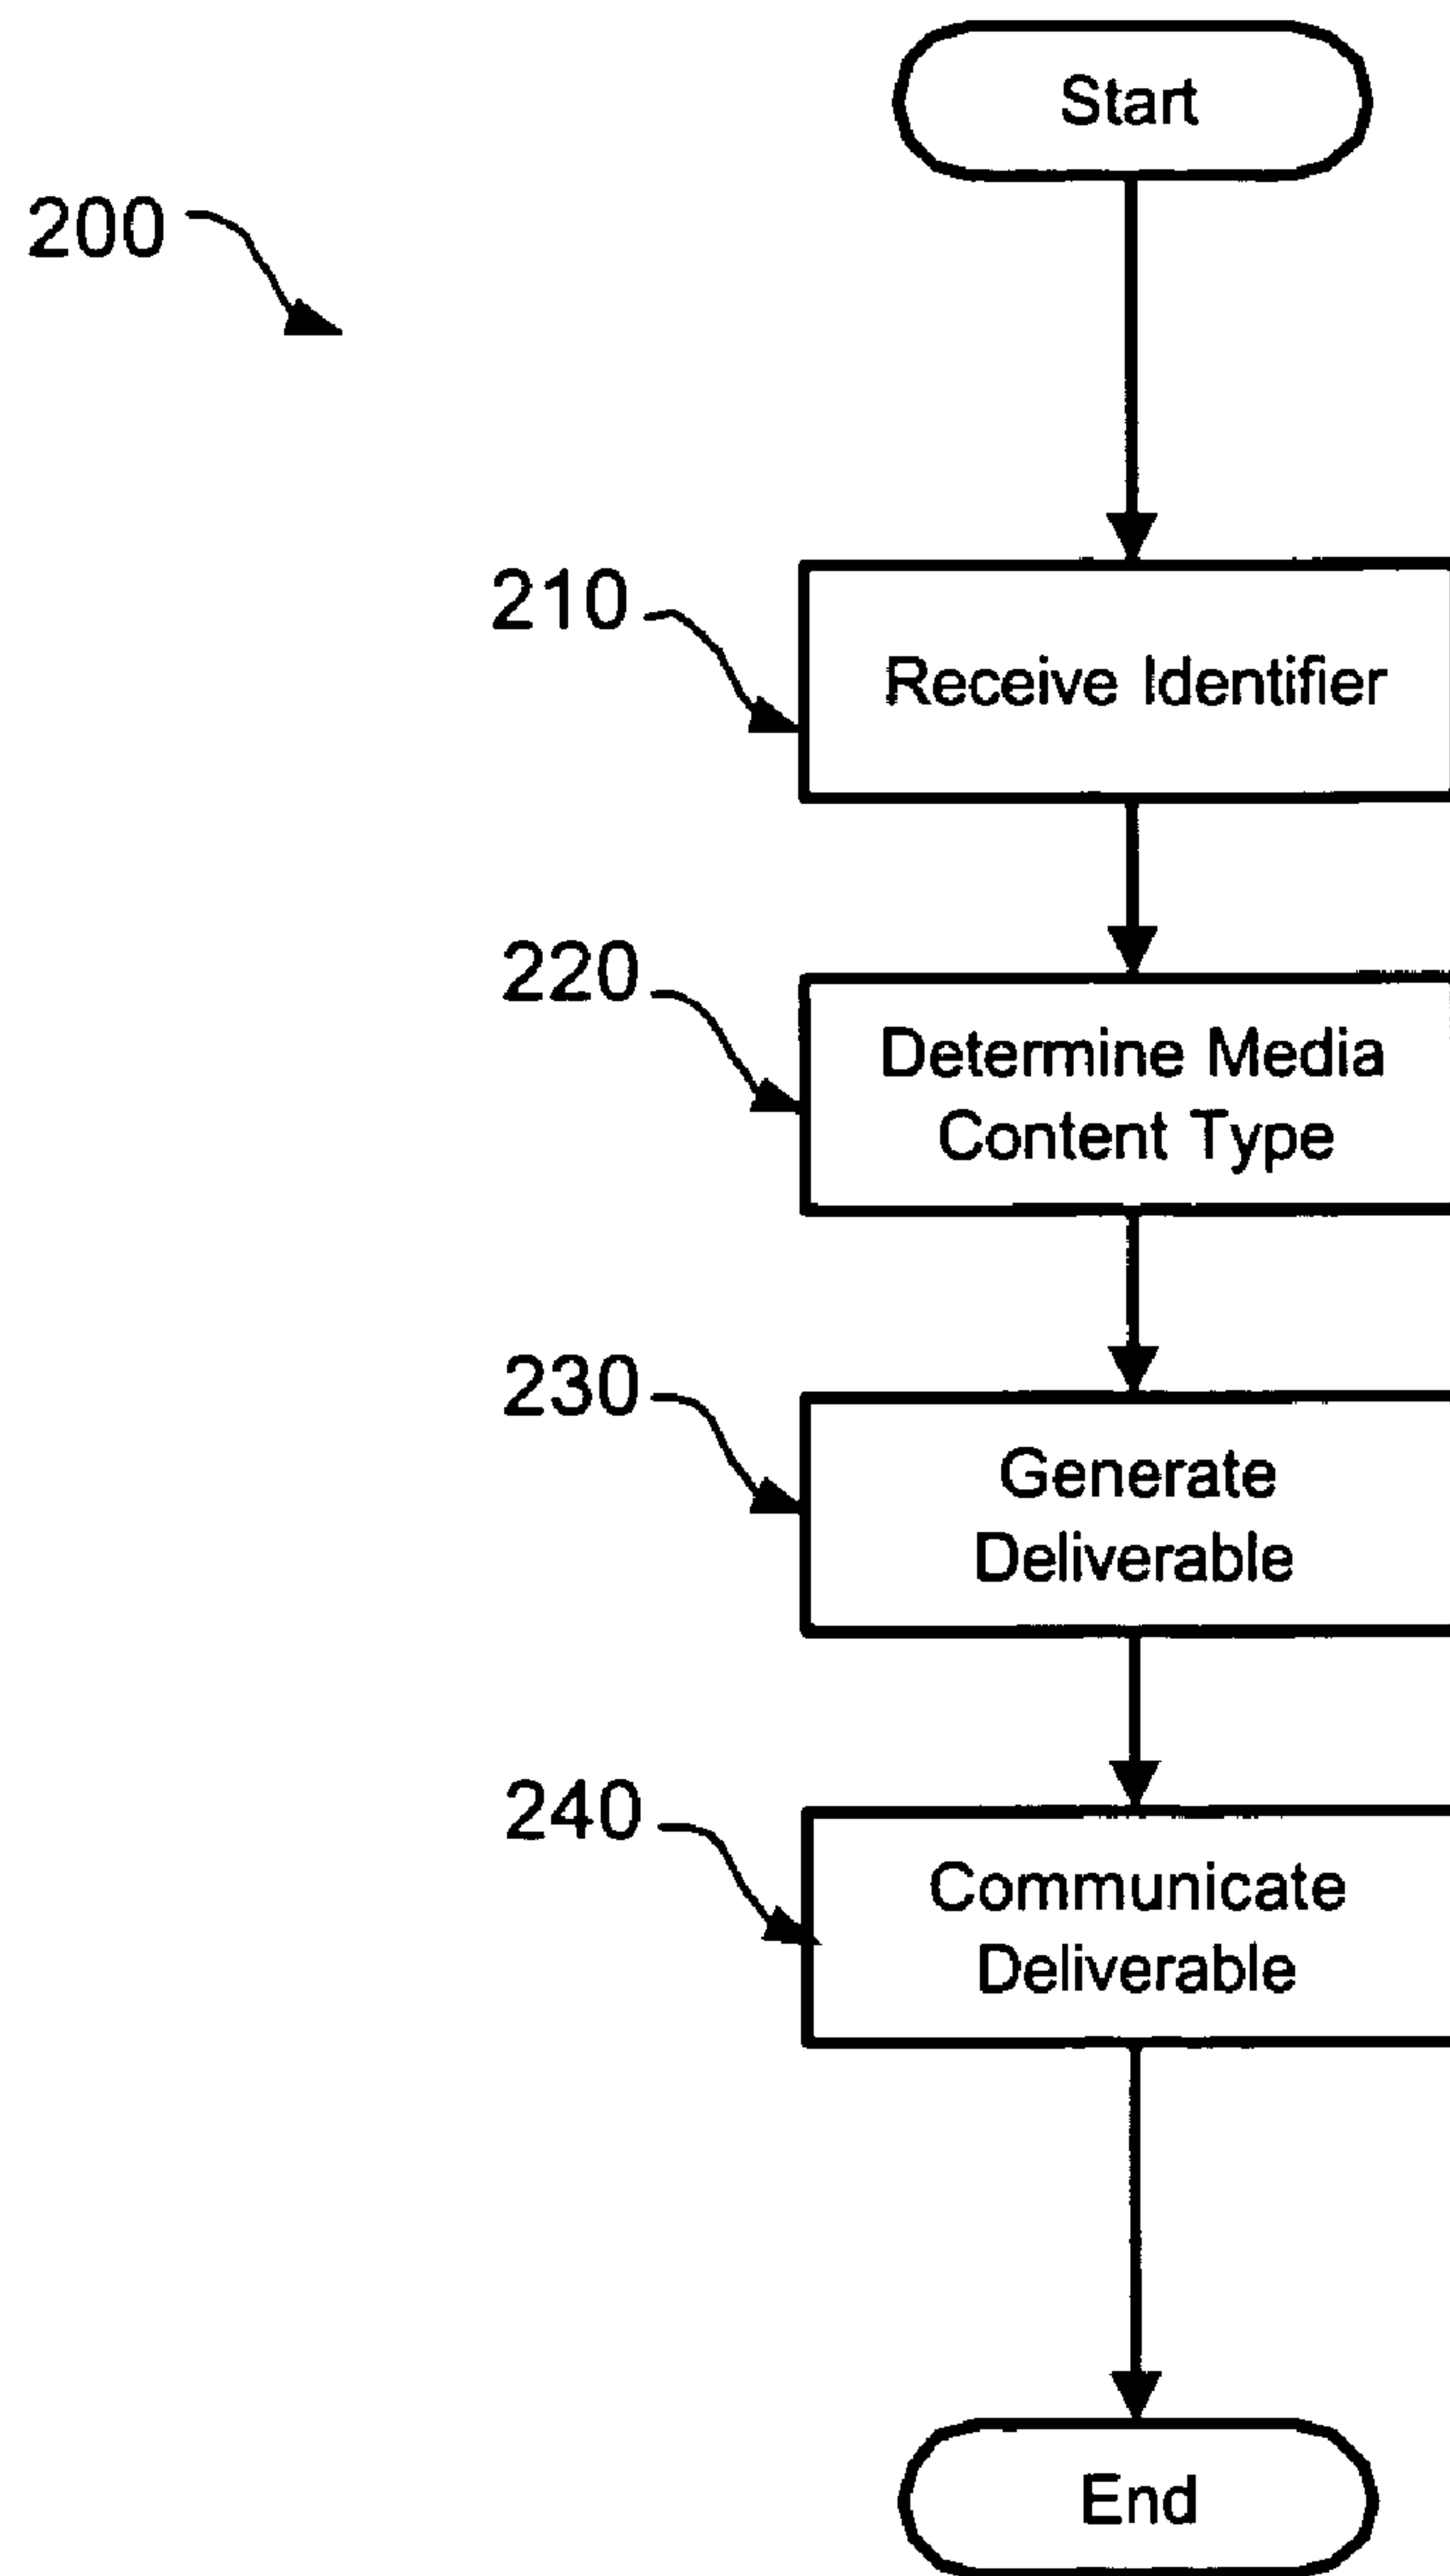 Start
200
210
Receive Identifier
220
Determine Media
Content Type
230
Generate
Deliverable
240
Communicate
Deliverable
End